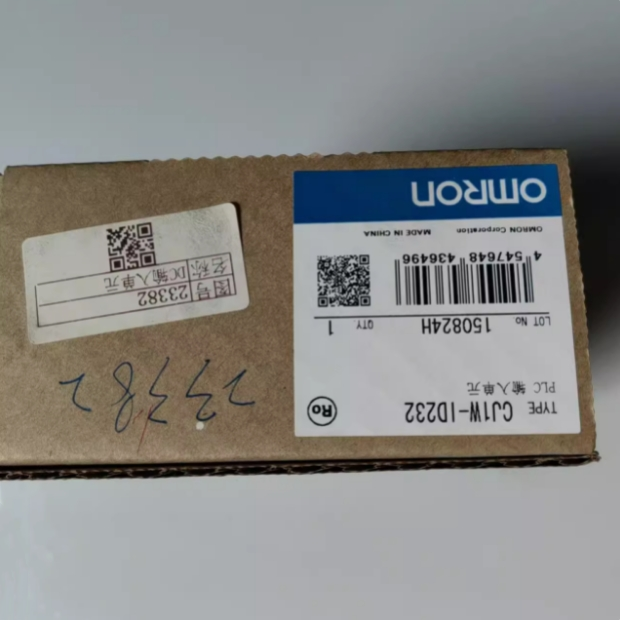 TYPE CJ1W-ID232
PLC 输入单元
Ro
LOT No 150824H QTY. 1
4 547648 436496
OMRON Corporation MADE IN CHINA
OMRON
23382
图号 23382
名称 DC输入单元